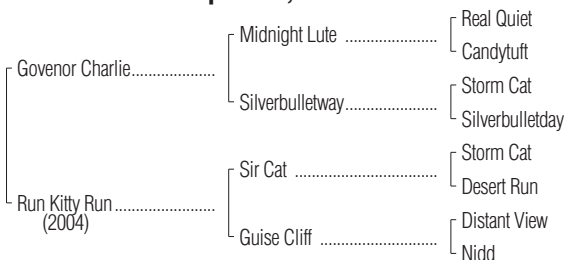 Real Quiet
Midnight Lute ....................
Candytuft
Govenor Charlie..................
Storm Cat
Silverbulletway....................
Silverbulletday
Storm Cat
Sir Cat ...............................
Desert Run
Run Kitty Run .....................
(2004)
Distant View
Guise Cliff .........................
Nidd